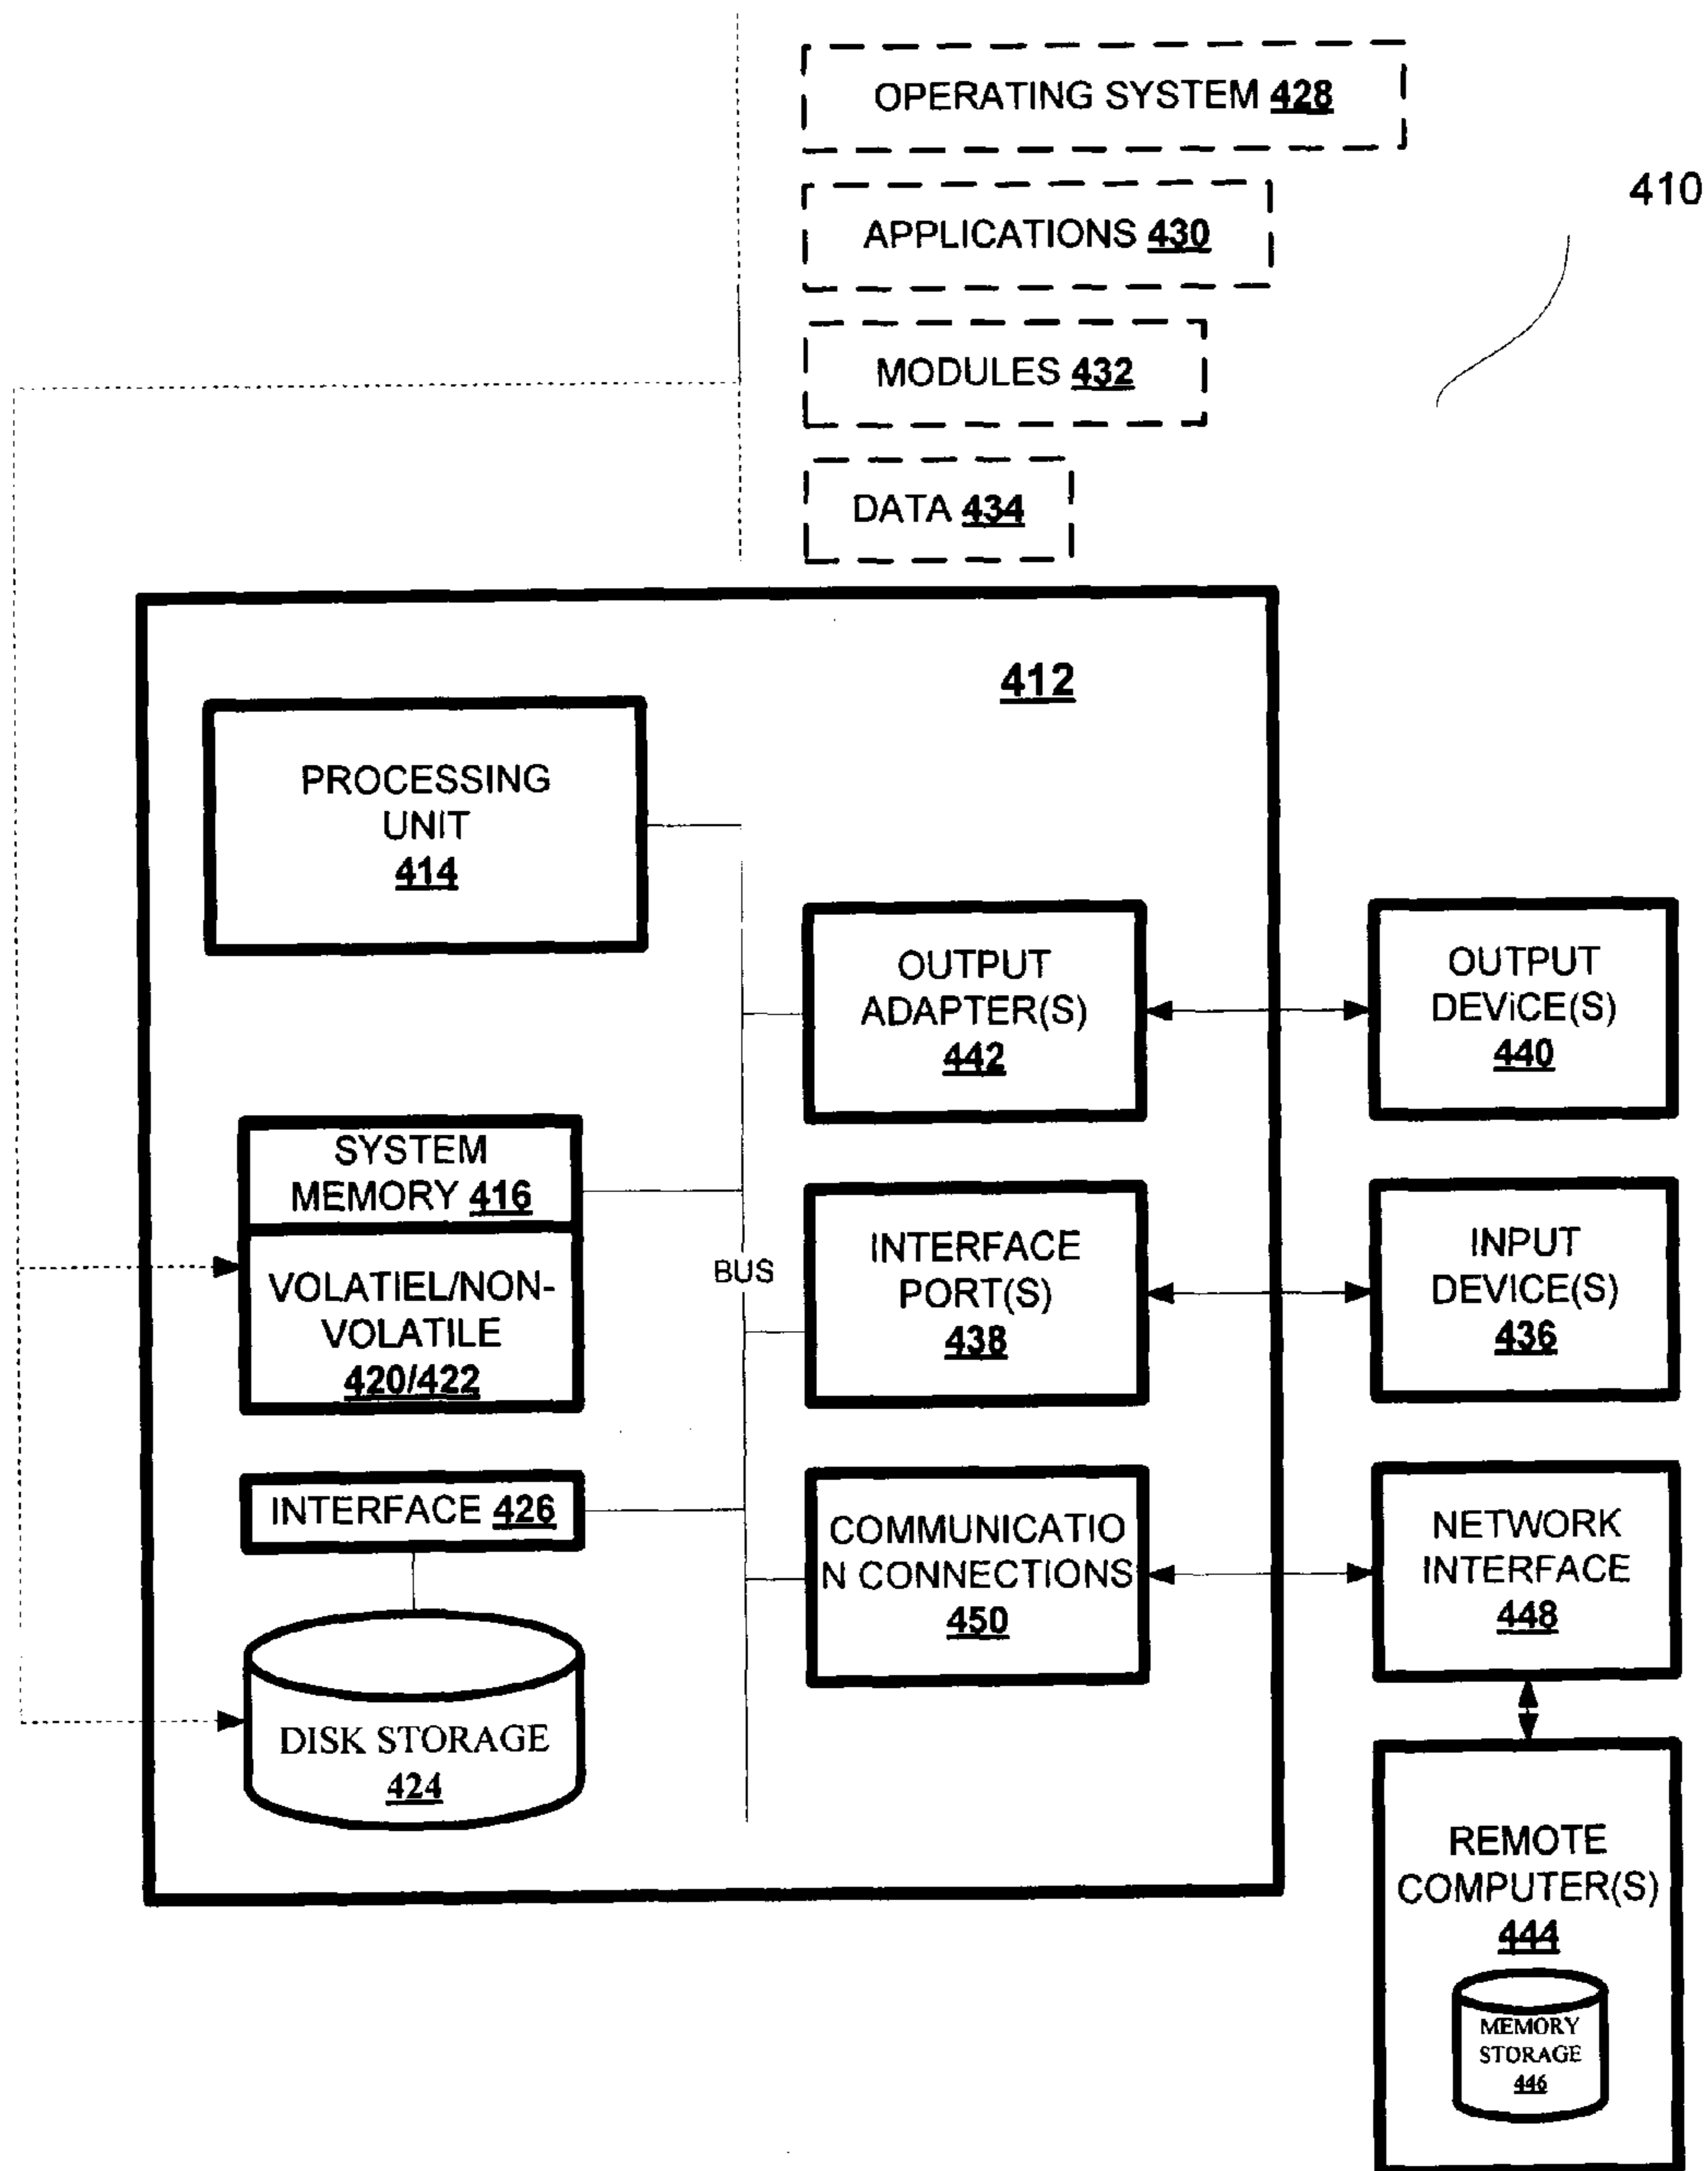 OPERATING SYSTEM 428
410
APPLICATIONS 430
MODULES 432
DATA 434
412
PROCESSING
UNIT
414
OUTPUT
ADAPTER(S)
442
OUTPUT
DEVICE(S)
440
SYSTEM
MEMORY 416
VOLATIEL/NON-
VOLATILE
420/422
BUS
INTERFACE
PORT(S)
438
INPUT
DEVICE(S)
436
INTERFACE 426
COMMUNICATIO
N CONNECTIONS
450
NETWORK
INTERFACE
448
DISK STORAGE
424
REMOTE
COMPUTER(S)
444
MEMORY
STORAGE
446